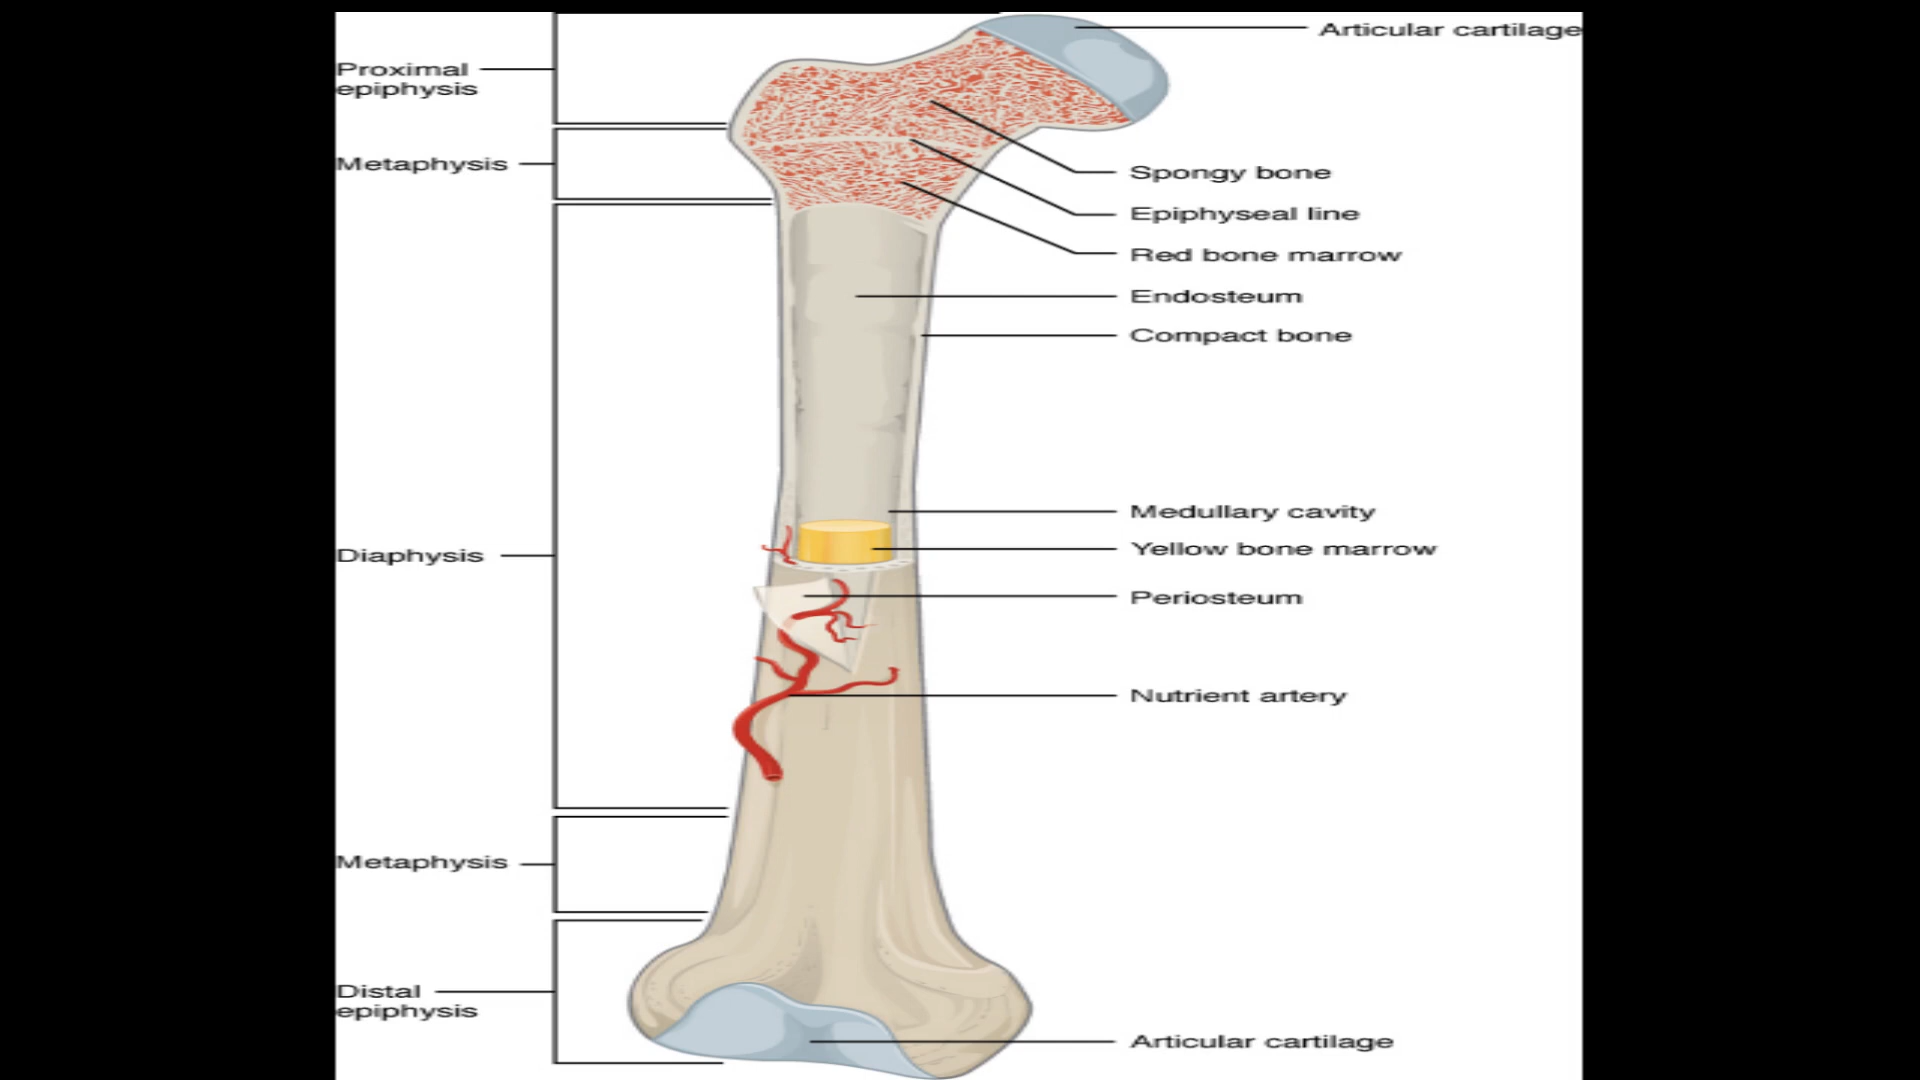 Articular cartilage
Proximal
epiphysis
Metaphysis
Spongy bone
Epiphyseal line
Red bone marrow
Endosteum
Compact bone
Medullary cavity
Yellow bone marrow
Diaphysis
Periosteum
Nutrient artery
Metaphysis
Distal
epiphysis
Articular cartilage